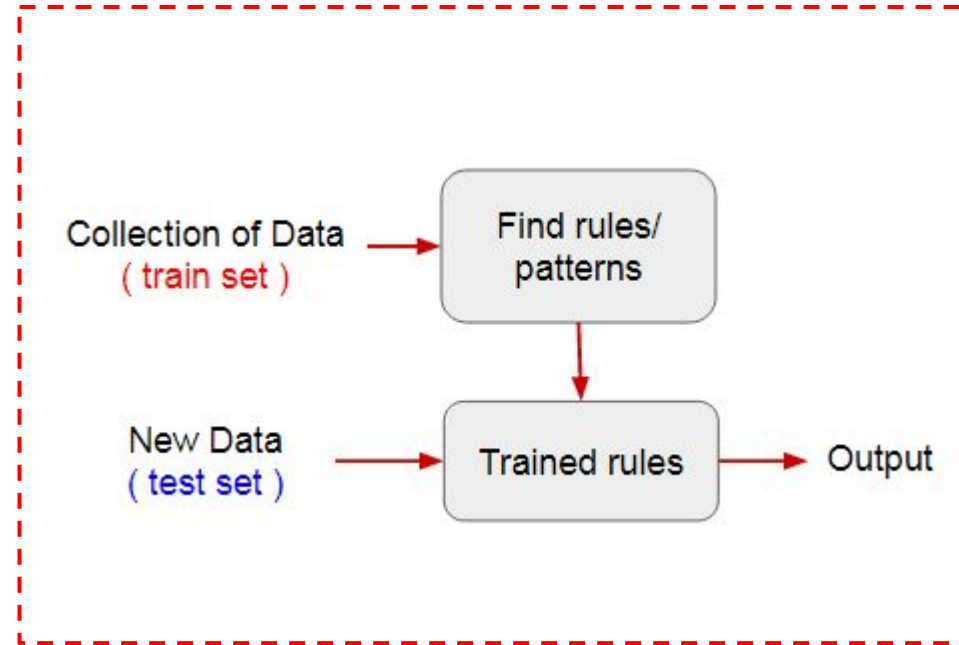 Collection of Data
( train set )
Find rules/
patterns
New Data
( test set )
Trained rules
Output